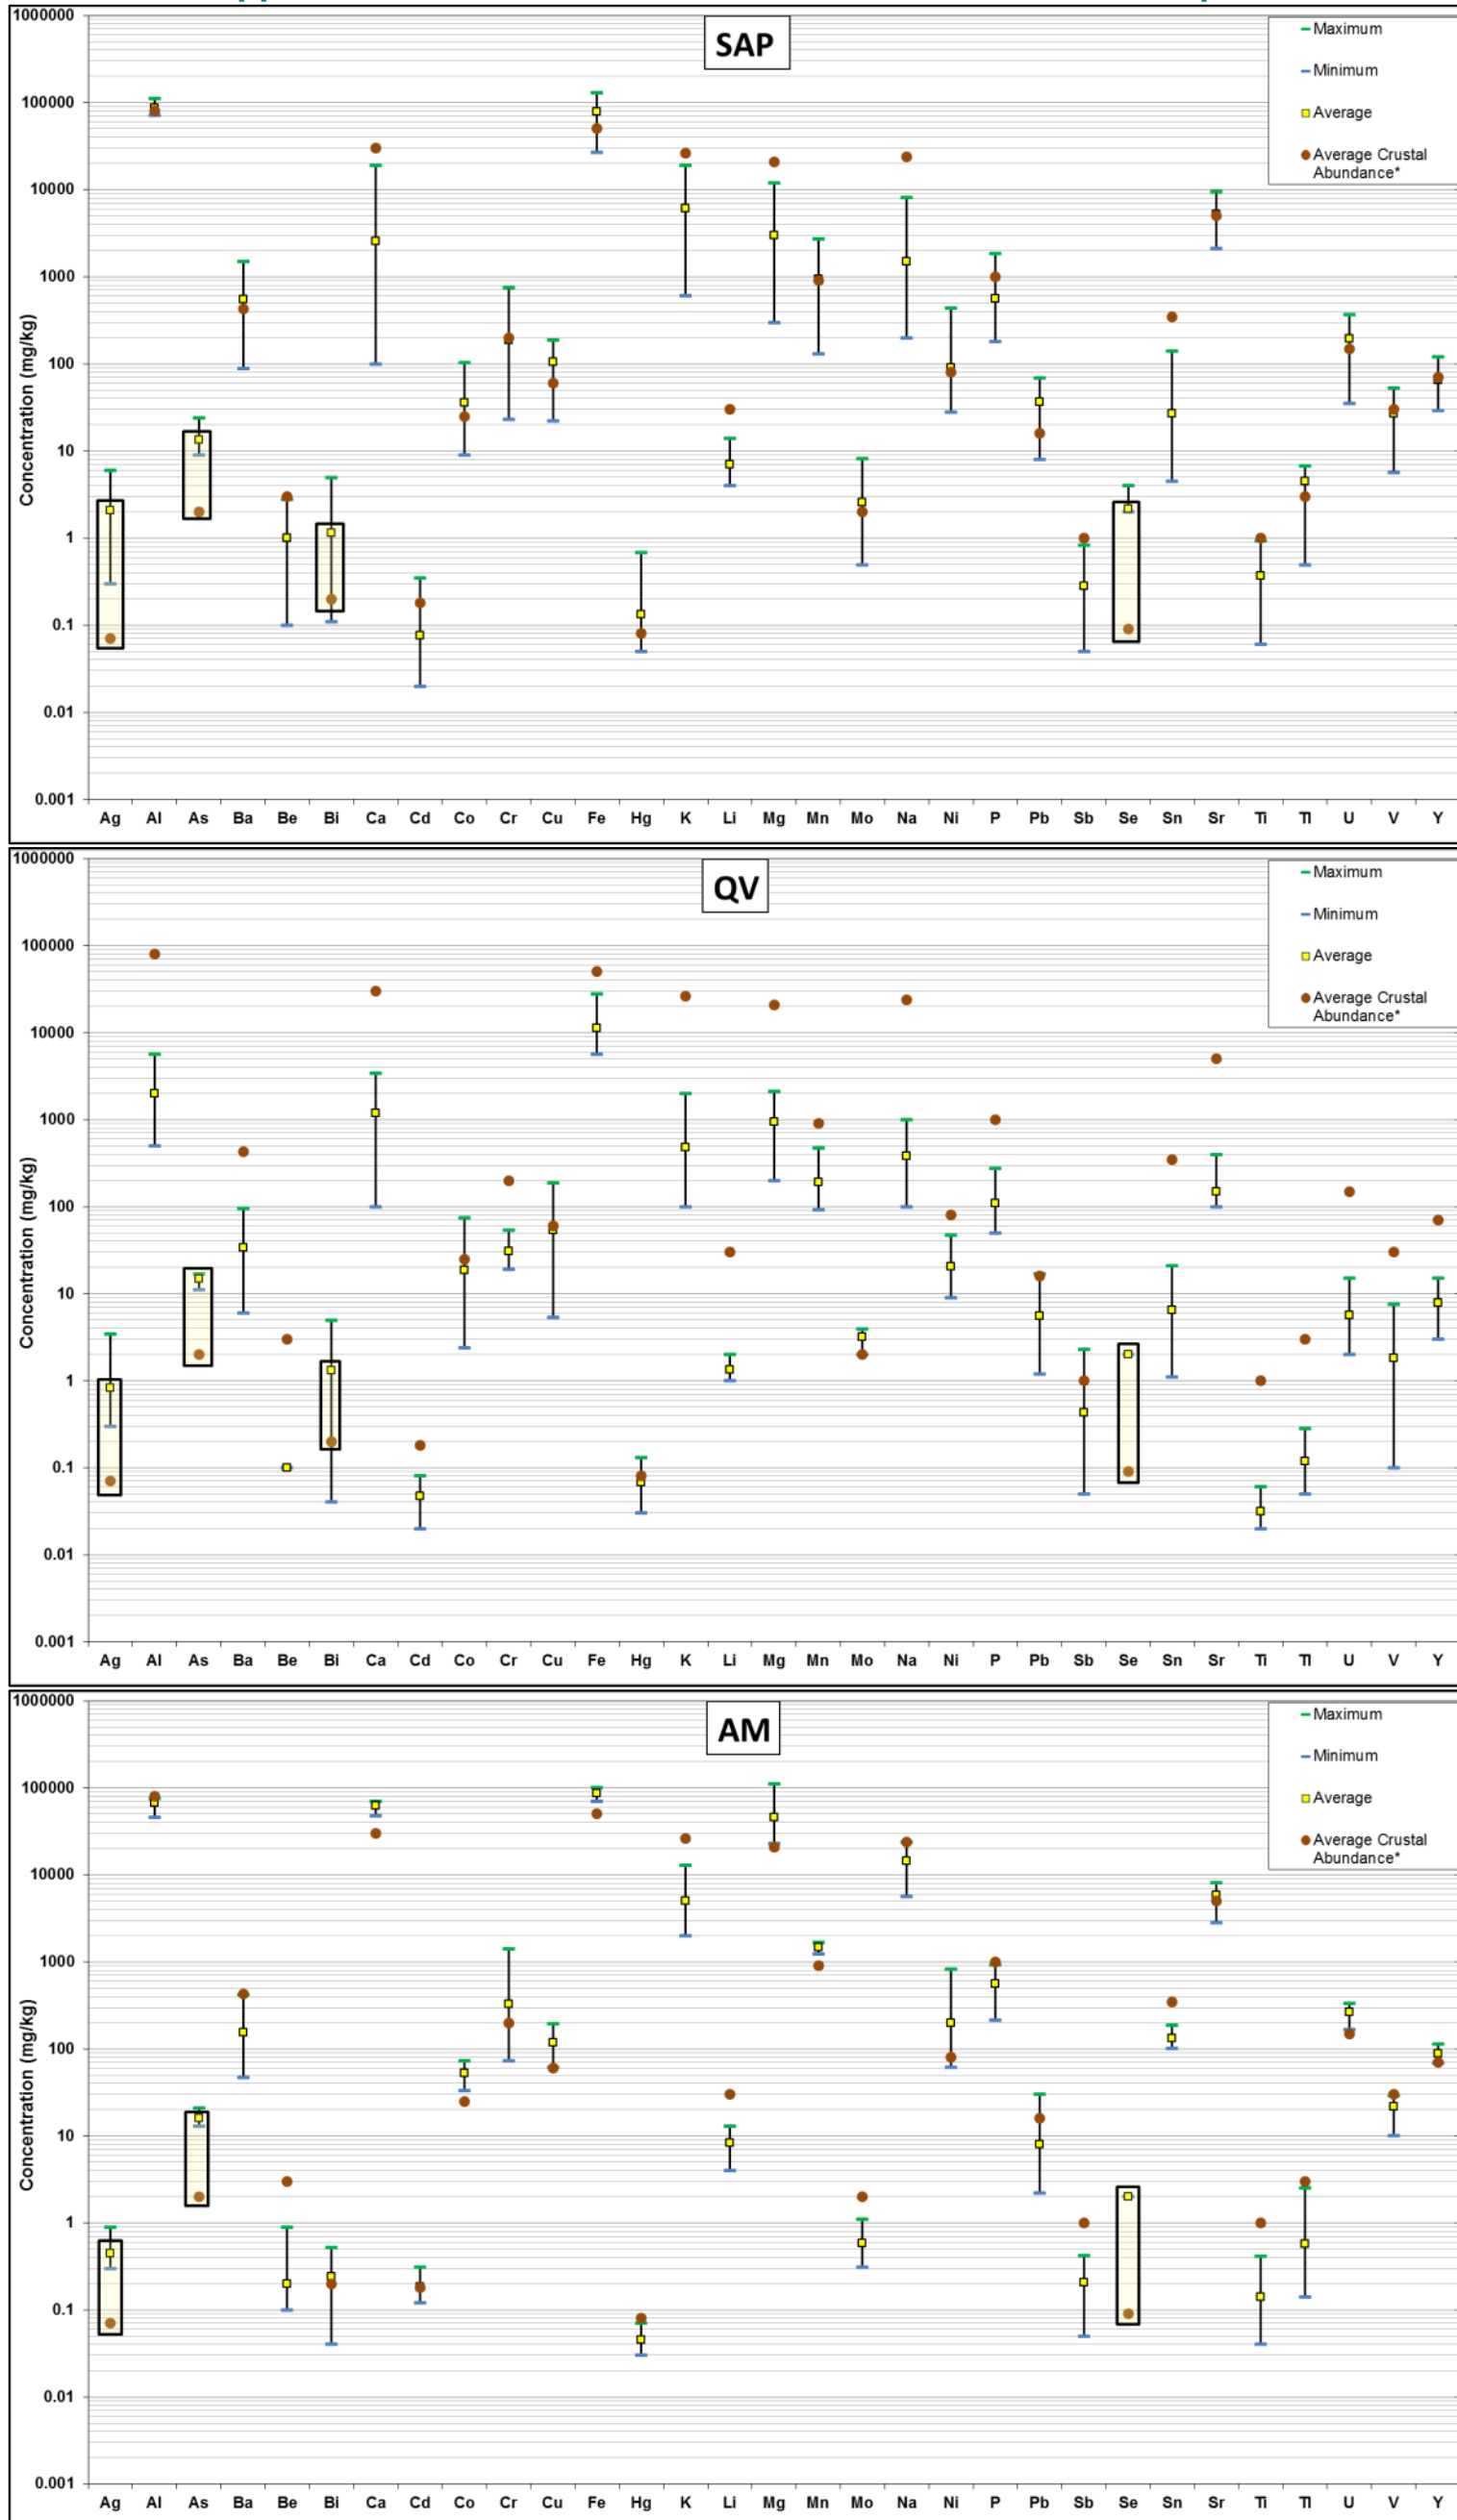 SAP
Maximum
Minimum
Average
Average Crustal
Abundance*
Concentration (mg/kg)
1000000
100000
10000
1000
100
10
1
0.1
0.01
0.001
Ag Al As Ba Be Bi Ca Cd Co Cr Cu Fe Hg K Li Mg Mn Mo Na Ni P Pb Sb Se Sn Sr Ti Tl U V Y
QV
Maximum
Minimum
Average
Average Crustal
Abundance*
Concentration (mg/kg)
1000000
100000
10000
1000
100
10
1
0.1
0.01
0.001
Ag Al As Ba Be Bi Ca Cd Co Cr Cu Fe Hg K Li Mg Mn Mo Na Ni P Pb Sb Se Sn Sr Ti Tl U V Y
AM
Maximum
Minimum
Average
Average Crustal
Abundance*
Concentration (mg/kg)
1000000
100000
10000
1000
100
10
1
0.1
0.01
0.001
Ag Al As Ba Be Bi Ca Cd Co Cr Cu Fe Hg K Li Mg Mn Mo Na Ni P Pb Sb Se Sn Sr Ti Tl U V Y